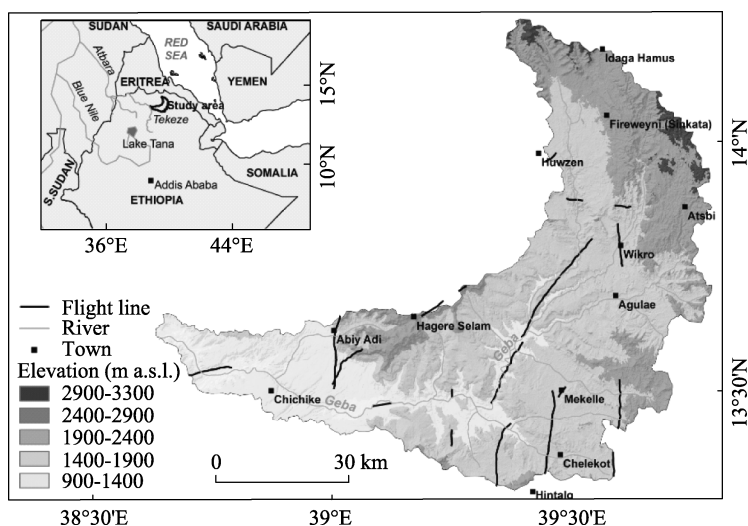 SUDAN
SAUDI ARABIA
RED
SEA
Atbara
ERITREA
YEMEN
Blue Nile
Study area
Tekeze
Lake Tana
S.SUDAN
Addis Ababa
SOMALIA
ETHIOPIA
15°N
10°N
36°E
44°E
Idaga Hamus
Fireweyni (Sinkata)
14°N
Huwzen
Atsbi
Wikro
Agulae
Hagere Selam
Abiy Adi
Geba
Chichike
Geba
Mekelle
13°30'N
Chelekot
Hintalo
Flight line
River
Town
Elevation (m a.s.l.)
2900-3300
2400-2900
1900-2400
1400-1900
900-1400
0 30 km
38°30'E
39°E
39°30'E